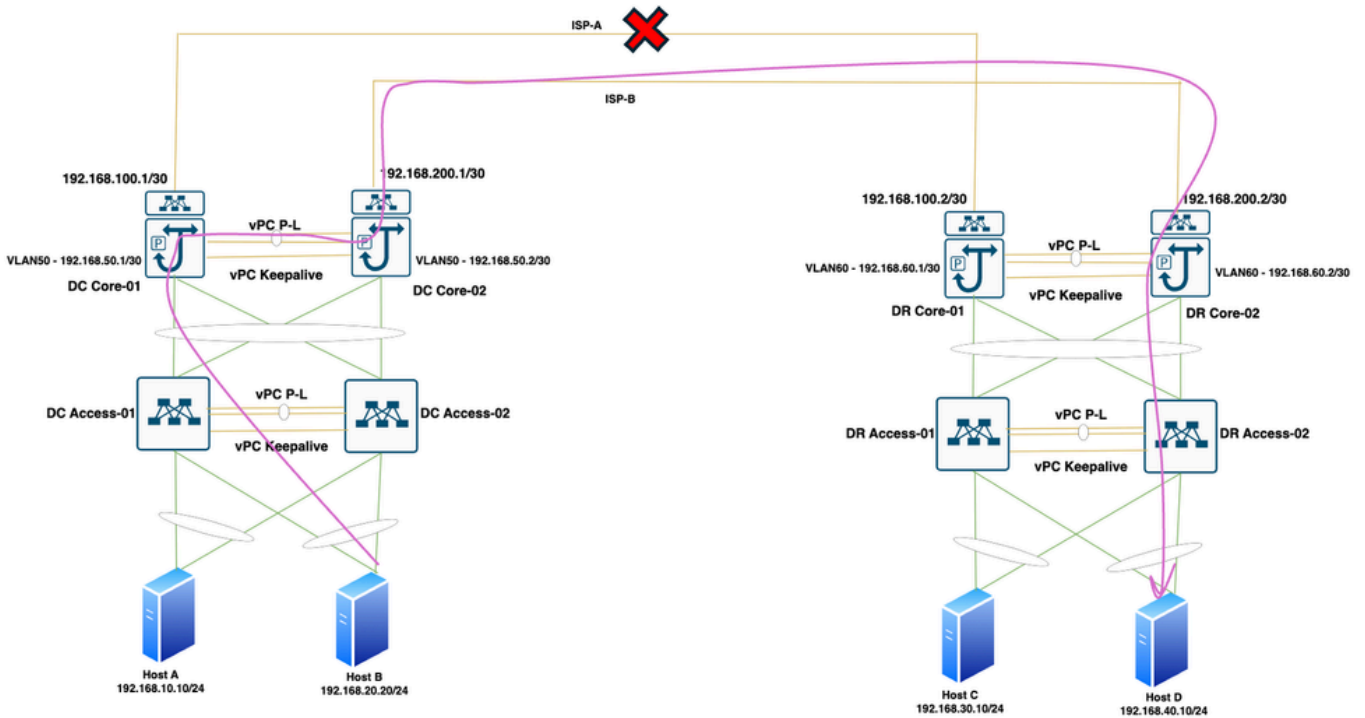 ISP-A
ISP-B
192.168.100.1/30
192.168.200.1/30
vPC P-L
P
P
VLAN50 - 192.168.50.1/30
vPC Keepalive
VLAN50 - 192.168.50.2/30
DC Core-01
DC Core-02
192.168.100.2/30
192.168.200.2/30
vPC P-L
P
P
VLAN60 - 192.168.60.1/30
VLAN60 - 192.168.60.2/30
vPC Keepalive
DR Core-01
DR Core-02
DC Access-01
vPC P-L
DC Access-02
vPC Keepalive
DR Access-01
vPC P-L
DR Access-02
vPC Keepalive
Host A
192.168.10.10/24
Host B
192.168.20.20/24
Host C
192.168.30.10/24
Host D
192.168.40.10/24